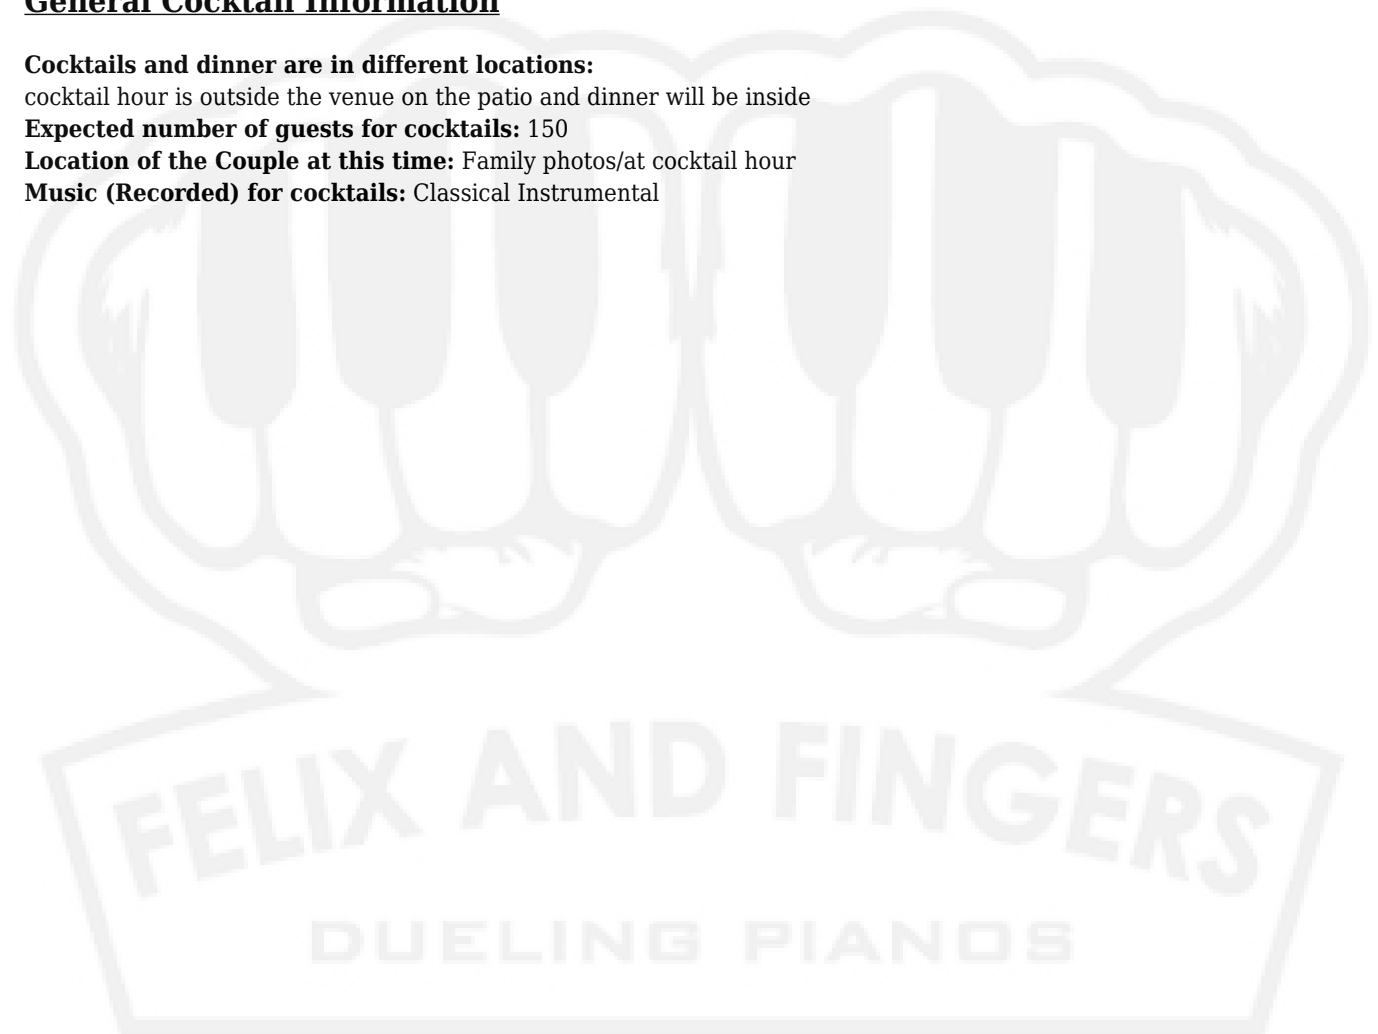 General Cocktail Information
Cocktails and dinner are in different locations:
cocktail hour is outside the venue on the patio and dinner will be inside
Expected number of guests for cocktails: 150
Location of the Couple at this time: Family photos/at cocktail hour
Music (Recorded) for cocktails: Classical Instrumental
FELIX AND FINGERS
DUELING PIANOS